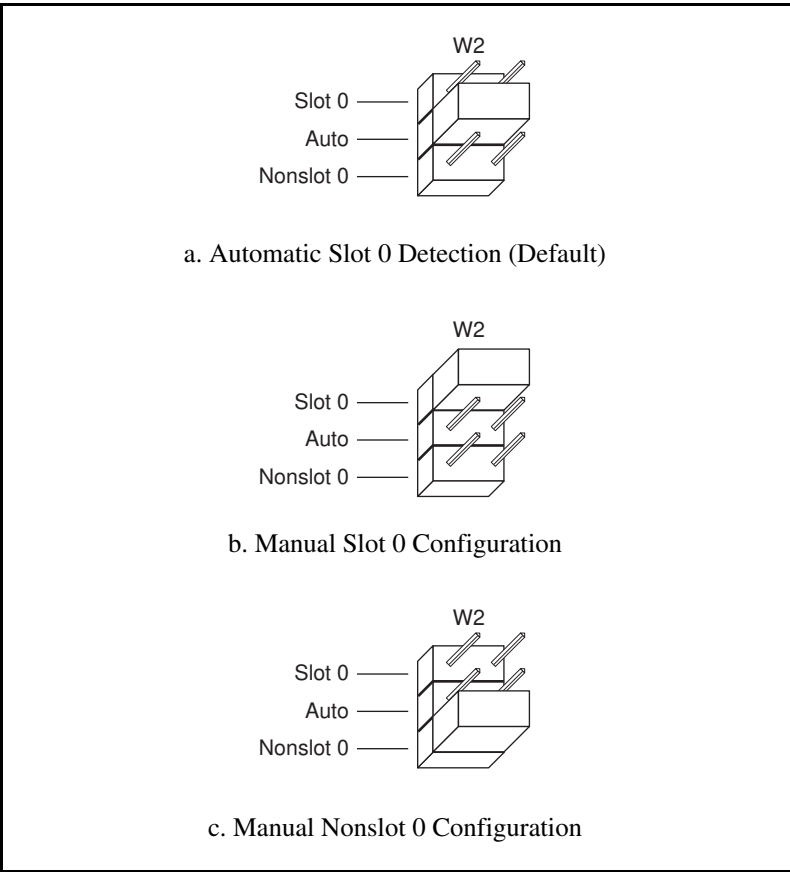 W2
Slot 0
Auto
Nonslot 0
a. Automatic Slot 0 Detection (Default)
W2
Slot 0
Auto
Nonslot 0
b. Manual Slot 0 Configuration
W2
Slot 0
Auto
Nonslot 0
c. Manual Nonslot 0 Configuration